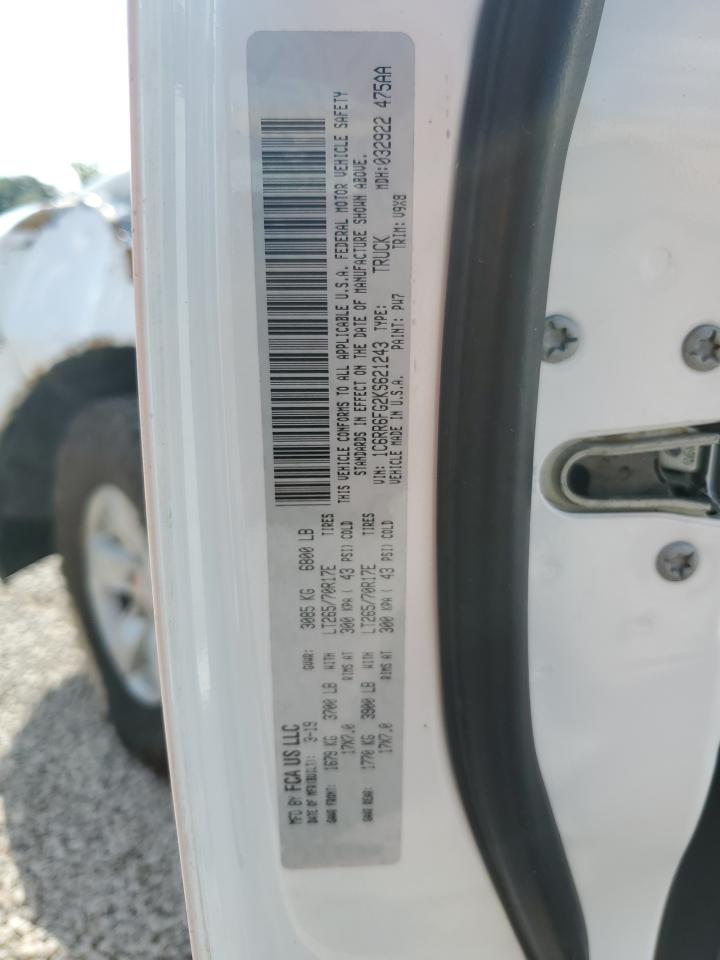 MFD BY FCA US LLC
DATE OF MFR(BUILT): 3-19 GVWR: 3085 KG 6800 LB
GAWR FRONT: 1679 KG 3700 LB WITH LT265/70R17E TIRES
17X7.0 RIMS AT 300 KPA ( 43 PSI) COLD
GAWR REAR: 1770 KG 3900 LB WITH LT265/70R17E TIRES
17X7.0 RIMS AT 300 KPA ( 43 PSI) COLD
THIS VEHICLE CONFORMS TO ALL APPLICABLE U.S.A. FEDERAL MOTOR VEHICLE SAFETY
STANDARDS IN EFFECT ON THE DATE OF MANUFACTURE SHOWN ABOVE.
VIN: 1C6RR6FG2KS621243 TYPE: TRUCK MDH: 032922 475AA
VEHICLE MADE IN U.S.A. PAINT: PW7 TRIM: V9X8